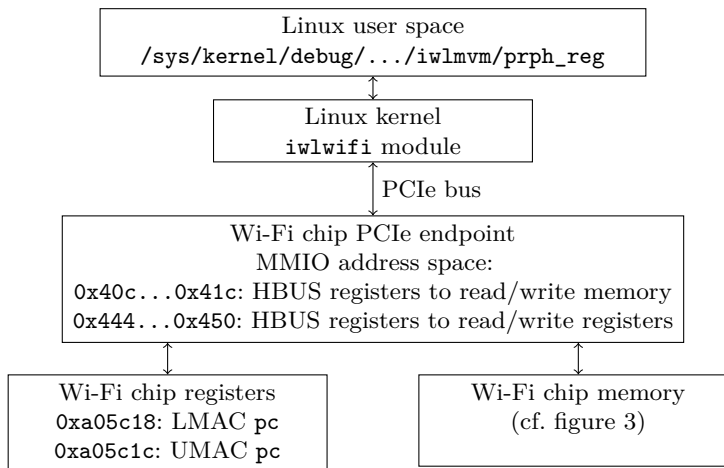 Linux user space
/sys/kernel/debug/.../iwlmvm/prph_reg
Linux kernel
iwlwifi module
PCIe bus
Wi-Fi chip PCIe endpoint
MMIO address space:
0x40c...0x41c: HBUS registers to read/write memory
0x444...0x450: HBUS registers to read/write registers
Wi-Fi chip registers
0xa05c18: LMAC pc
0xa05c1c: UMAC pc
Wi-Fi chip memory
(cf. figure 3)